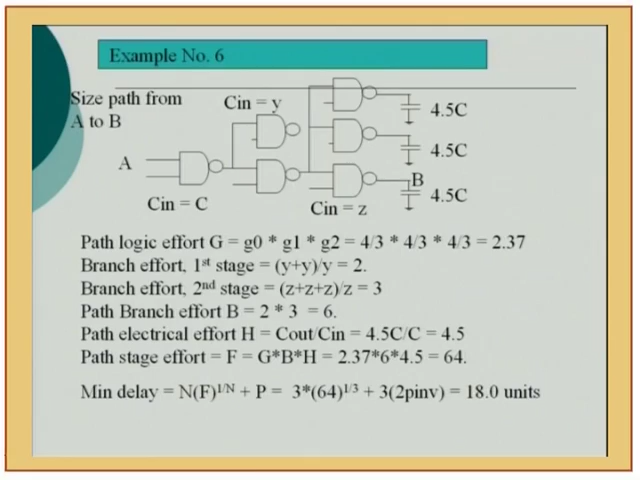 Example No. 6
Size path from
A to B
Cin = y
4.5C
4.5C
A
B
4.5C
Cin = C
Cin = z
Path logic effort G = g0 * g1 * g2 = 4/3 * 4/3 * 4/3 = 2.37
Branch effort, 1st stage = (y+y)/y = 2.
Branch effort, 2nd stage = (z+z+z)/z = 3
Path Branch effort B = 2 * 3 = 6.
Path electrical effort H = Cout/Cin = 4.5C/C = 4.5
Path stage effort = F = G*B*H = 2.37*6*4.5 = 64.
Min delay = N(F)1/N + P = 3*(64)1/3 + 3(2pinv) = 18.0 units